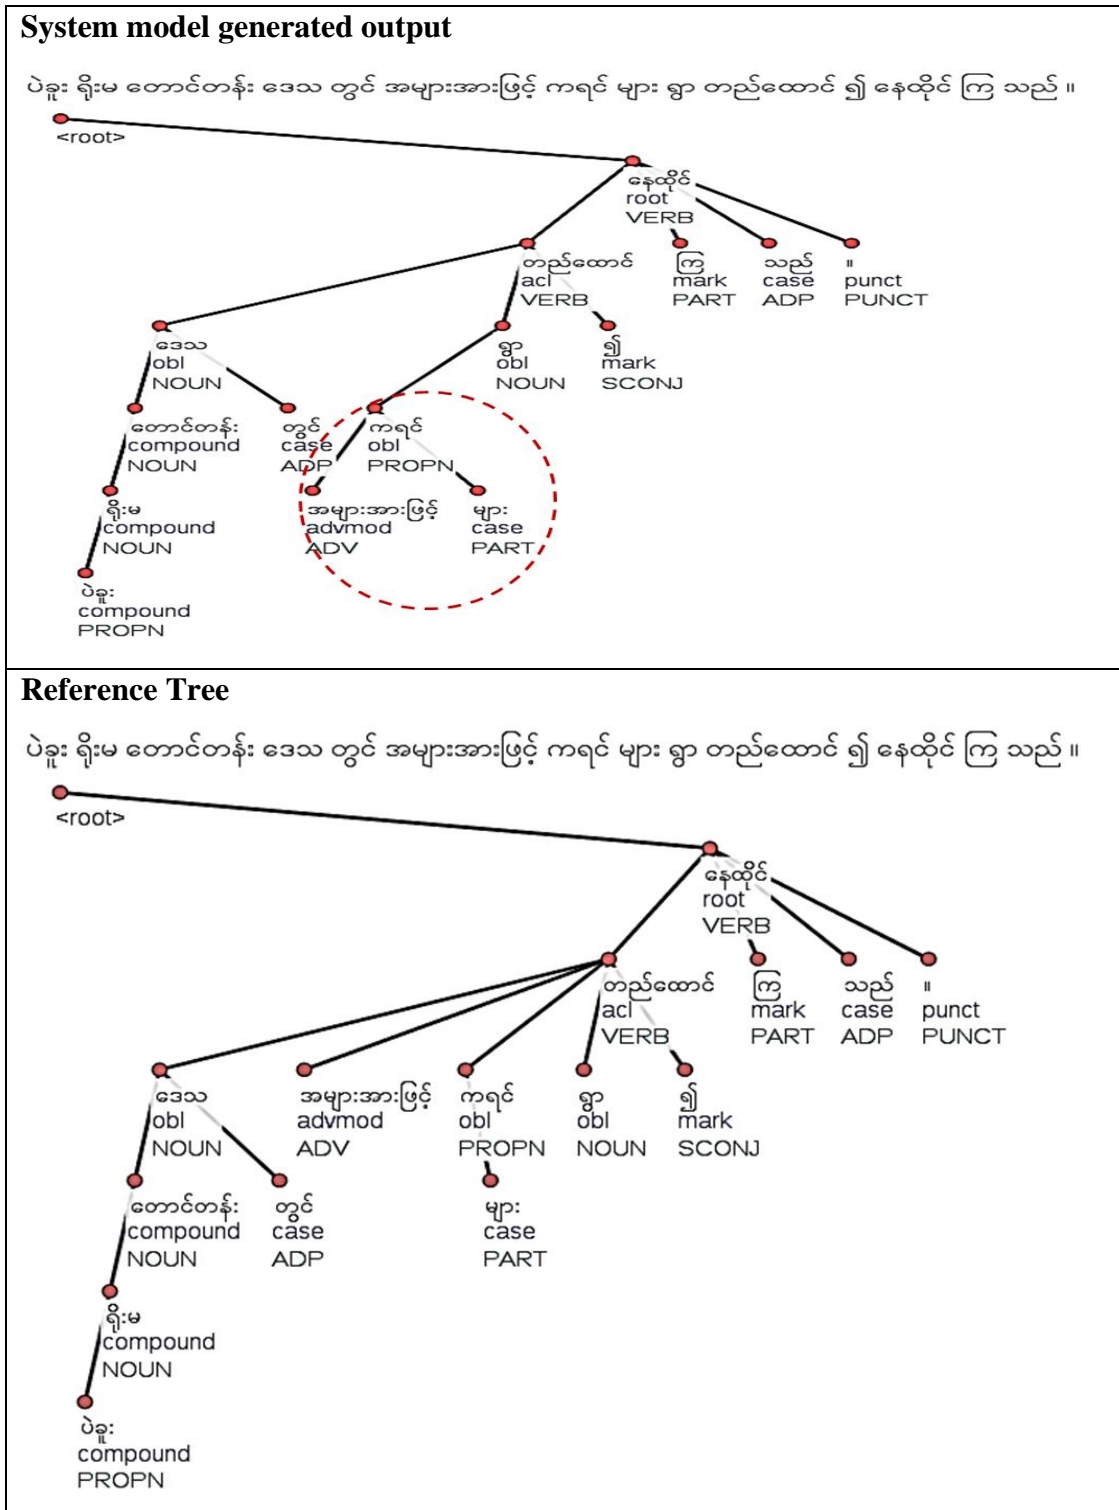 System model generated output
ပဲခူး ရိုးမ တောင်တန်း ဒေသ တွင် အများအားဖြင့် ကရင် များ ရွာ တည်ထောင် ၍ နေထိုင် ကြ သည် ။
<root>
နေထိုင်
root
VERB
တည်ထောင် ကြ သည် ။
acl mark case punct
VERB PART ADP PUNCT
ဒေသ ရွာ ၍
obl obl mark
NOUN NOUN SCONJ
တောင်တန်း တွင် ကရင်
compound case obl
NOUN ADP PROPN
ရိုးမ အများအားဖြင့် များ
compound advmod case
NOUN ADV PART
ပဲခူး
compound
PROPN
Reference Tree
ပဲခူး ရိုးမ တောင်တန်း ဒေသ တွင် အများအားဖြင့် ကရင် များ ရွာ တည်ထောင် ၍ နေထိုင် ကြ သည် ။
<root>
နေထိုင်
root
VERB
တည်ထောင် ကြ သည် ။
acl mark case punct
VERB PART ADP PUNCT
ဒေသ အများအားဖြင့် ကရင် ရွာ ၍
obl advmod obl obl mark
NOUN ADV PROPN NOUN SCONJ
တောင်တန်း တွင် များ
compound case case
NOUN ADP PART
ရိုးမ
compound
NOUN
ပဲခူး
compound
PROPN